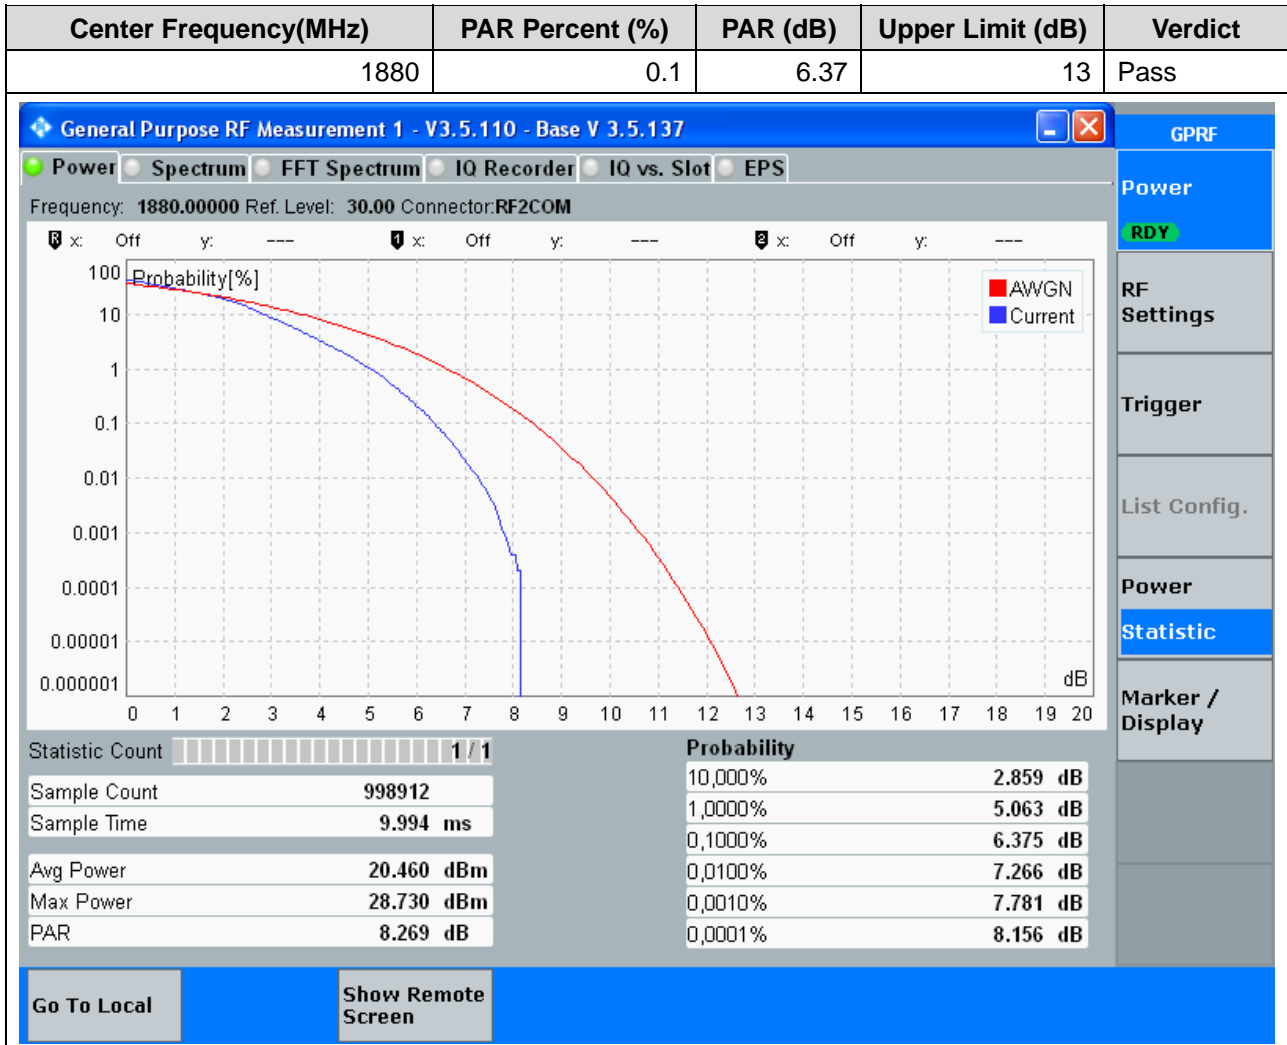 Center Frequency(MHz) PAR Percent (%) PAR (dB) Upper Limit (dB) Verdict
1880 0.1 6.37 13 Pass
General Purpose RF Measurement 1 - V3.5.110 - Base V 3.5.137
GPRF
Power Spectrum FFT Spectrum IQ Recorder IQ vs. Slot EPS
Frequency: 1880.00000 Ref. Level: 30.00 Connector:RF2COM
R x: Off y: --- 1 x: Off y: --- 2 x: Off y: ---
Probability[%]
AWGN
Current
100
10
1
0.1
0.01
0.001
0.0001
0.00001
0.000001
dB
0 1 2 3 4 5 6 7 8 9 10 11 12 13 14 15 16 17 18 19 20
Statistic Count 1 / 1
Sample Count 998912
Sample Time 9.994 ms
Avg Power 20.460 dBm
Max Power 28.730 dBm
PAR 8.269 dB
Probability
10,000% 2.859 dB
1,0000% 5.063 dB
0,1000% 6.375 dB
0,0100% 7.266 dB
0,0010% 7.781 dB
0,0001% 8.156 dB
Power
RDY
RF
Settings
Trigger
List Config.
Power
Statistic
Marker /
Display
Go To Local
Show Remote
Screen